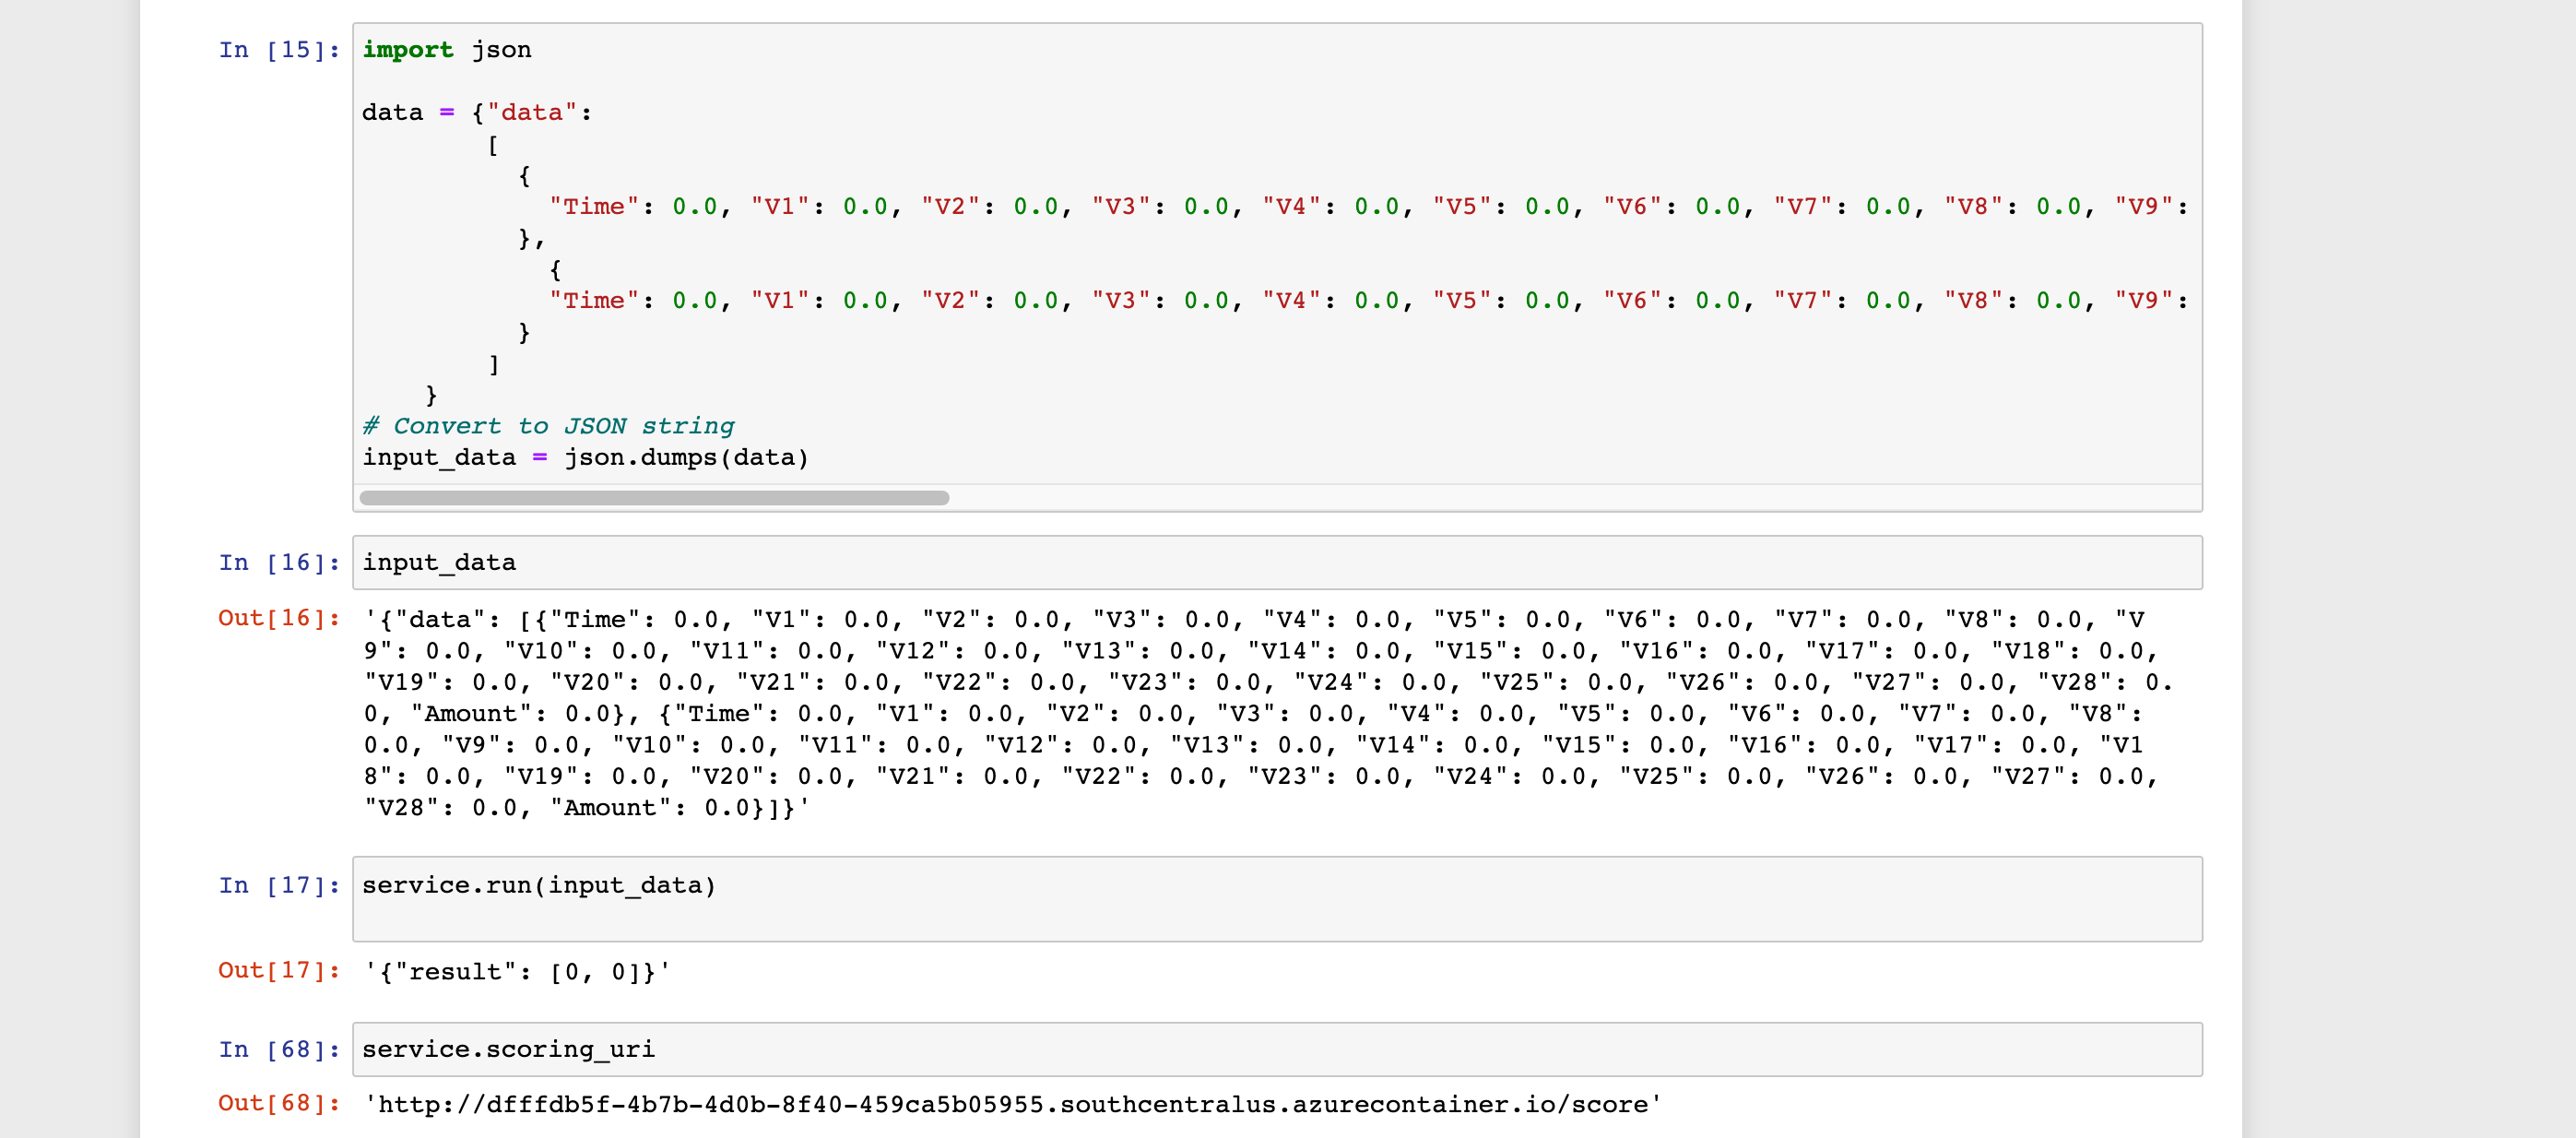 In [15]: import json
data = {"data":
[
{
"Time": 0.0, "V1": 0.0, "V2": 0.0, "V3": 0.0, "V4": 0.0, "V5": 0.0, "V6": 0.0, "V7": 0.0, "V8": 0.0, "V9":
},
{
"Time": 0.0, "V1": 0.0, "V2": 0.0, "V3": 0.0, "V4": 0.0, "V5": 0.0, "V6": 0.0, "V7": 0.0, "V8": 0.0, "V9":
}
]
}
# Convert to JSON string
input_data = json.dumps(data)
In [16]: input_data
Out[16]: '{"data": [{"Time": 0.0, "V1": 0.0, "V2": 0.0, "V3": 0.0, "V4": 0.0, "V5": 0.0, "V6": 0.0, "V7": 0.0, "V8": 0.0, "V
9": 0.0, "V10": 0.0, "V11": 0.0, "V12": 0.0, "V13": 0.0, "V14": 0.0, "V15": 0.0, "V16": 0.0, "V17": 0.0, "V18": 0.0,
"V19": 0.0, "V20": 0.0, "V21": 0.0, "V22": 0.0, "V23": 0.0, "V24": 0.0, "V25": 0.0, "V26": 0.0, "V27": 0.0, "V28": 0.
0, "Amount": 0.0}, {"Time": 0.0, "V1": 0.0, "V2": 0.0, "V3": 0.0, "V4": 0.0, "V5": 0.0, "V6": 0.0, "V7": 0.0, "V8":
0.0, "V9": 0.0, "V10": 0.0, "V11": 0.0, "V12": 0.0, "V13": 0.0, "V14": 0.0, "V15": 0.0, "V16": 0.0, "V17": 0.0, "V1
8": 0.0, "V19": 0.0, "V20": 0.0, "V21": 0.0, "V22": 0.0, "V23": 0.0, "V24": 0.0, "V25": 0.0, "V26": 0.0, "V27": 0.0,
"V28": 0.0, "Amount": 0.0}]}'
In [17]: service.run(input_data)
Out[17]: '{"result": [0, 0]}'
In [68]: service.scoring_uri
Out[68]: 'http://dfffdb5f-4b7b-4d0b-8f40-459ca5b05955.southcentralus.azurecontainer.io/score'